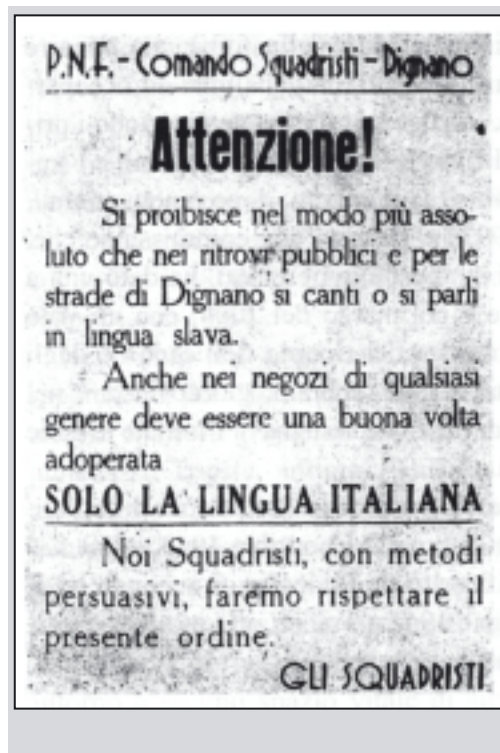 P.N.F. - Comando Squadristi - Dignano
Attenzione!
Si proibisce nel modo più asso-
luto che nei ritrovi pubblici e per le
strade di Dignano si canti o si parli
in lingua slava.
Anche nei negozi di qualsiasi
genere deve essere una buona volta
adoperata
SOLO LA LINGUA ITALIANA
Noi Squadristi, con metodi
persuasivi, faremo rispettare il
presente ordine.
GLI SQUADRISTI